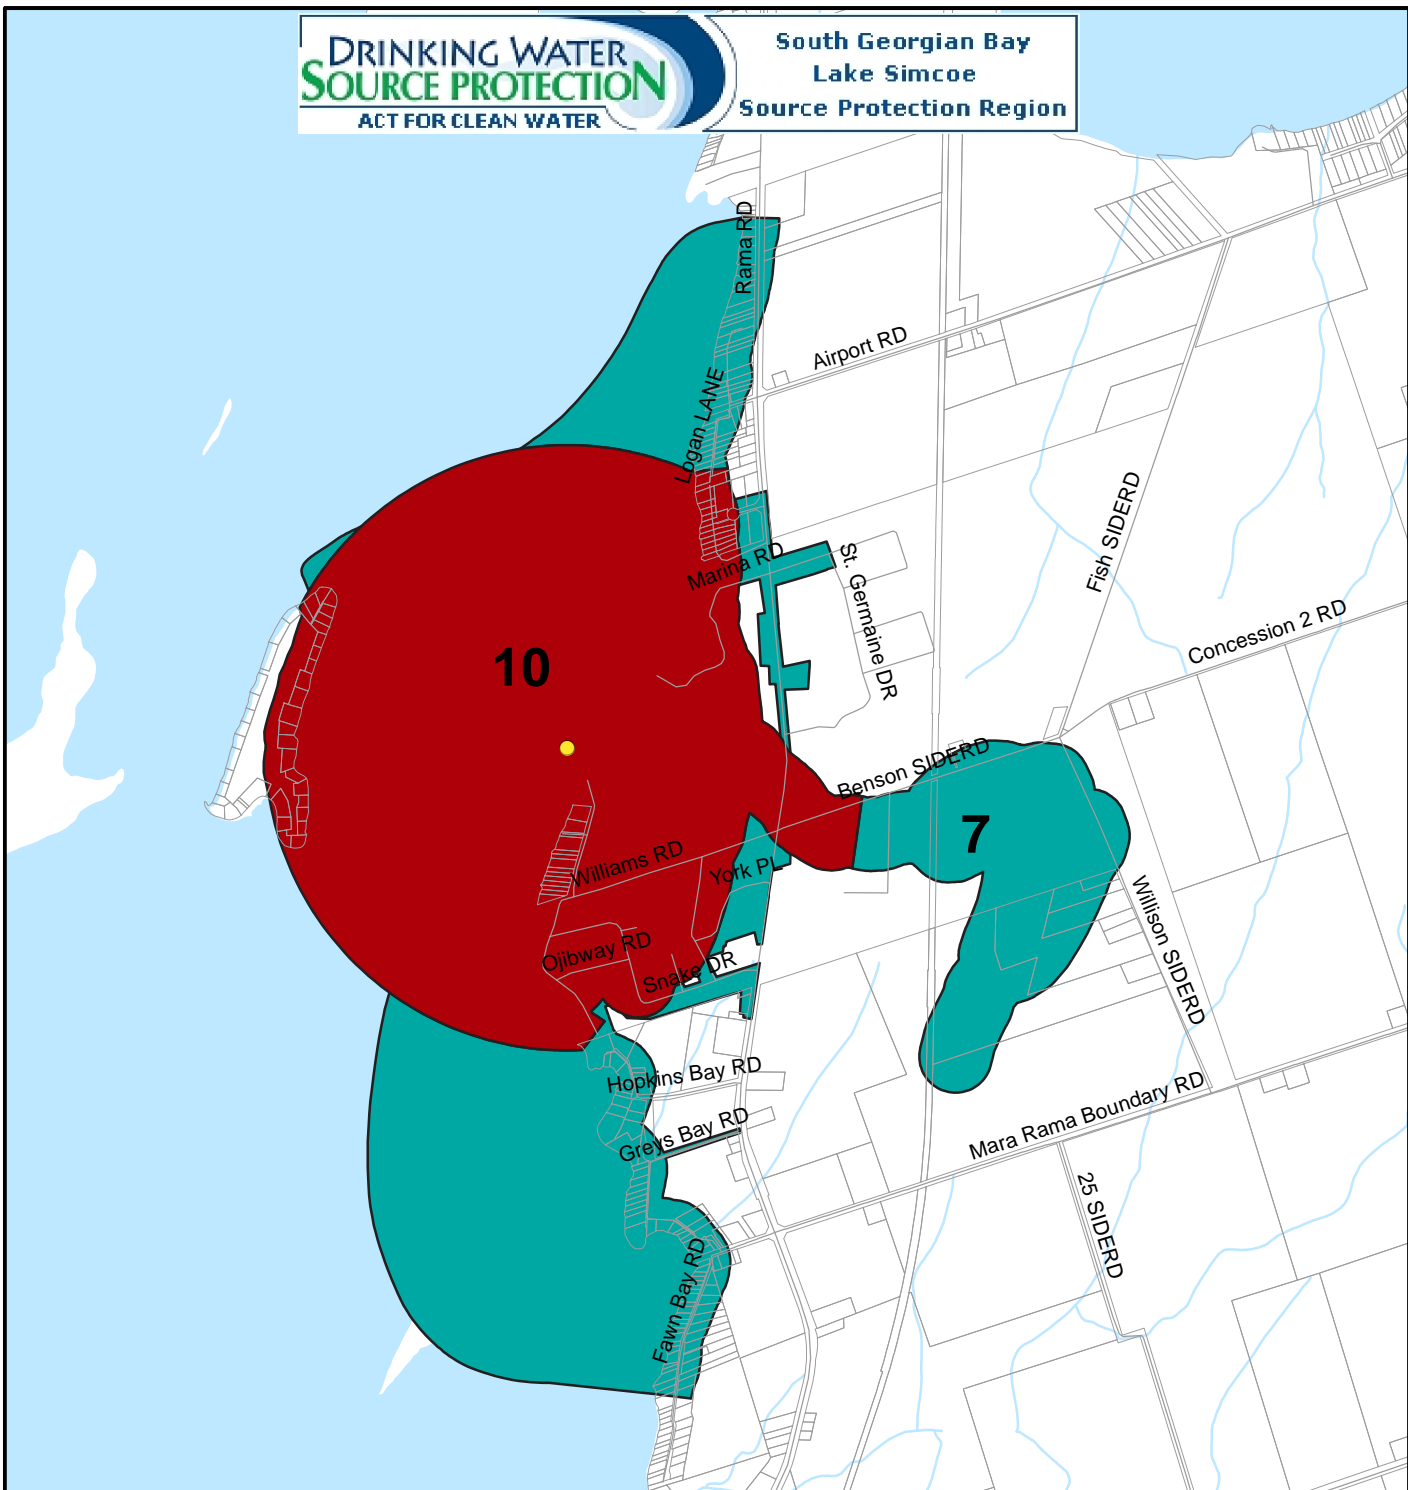 DRINKING WATER
SOURCE PROTECTION
ACT FOR CLEAN WATER
South Georgian Bay
Lake Simcoe
Source Protection Region
Rama RD
Airport RD
Logan LANE
Fish SIDERD
Marina RD
St. Germaine DR
Concession 2 RD
10
Benson SIDERD
7
Williams RD
York PL
Willison SIDERD
Ojibway RD
Snake DR
Hopkins Bay RD
Greys Bay RD
Mara Rama Boundary RD
25 SIDERD
Fawn Bay RD